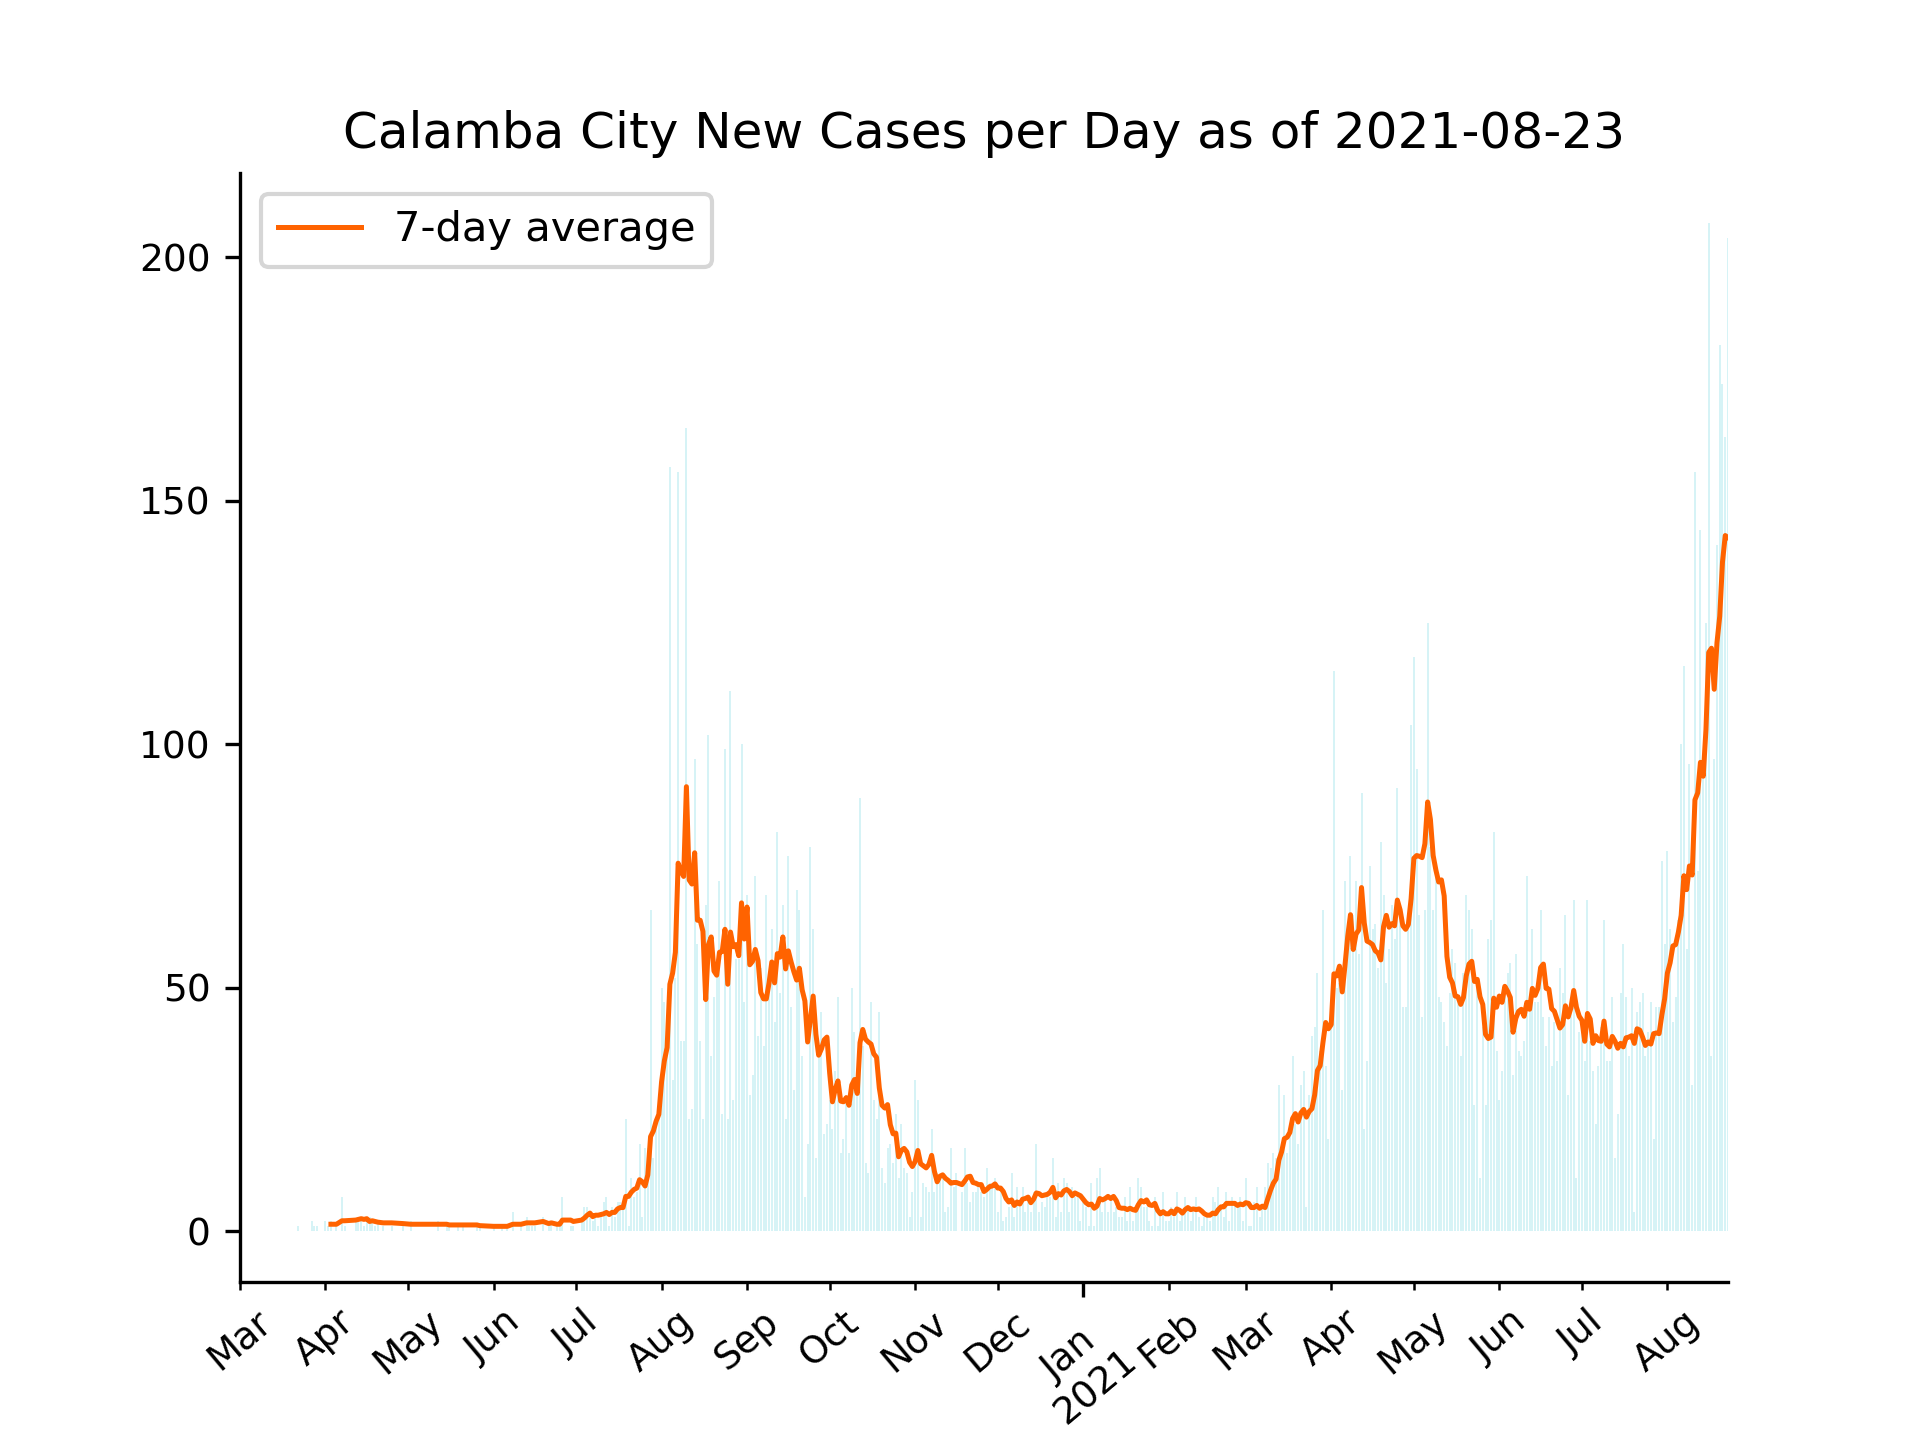 Calamba City New Cases per Day as of 2021-08-23
7-day average
200
150
100
50
0
Mar Apr May Jun Jul Aug Sep Oct Nov Dec Jan Feb Mar Apr May Jun Jul Aug
2021